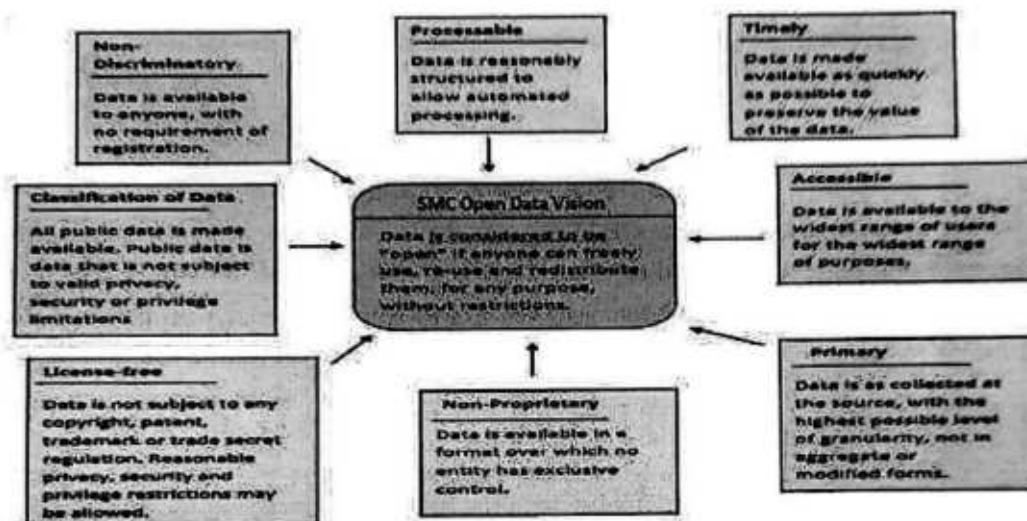 Non-
Discriminatory
Data is available
to anyone, with
no requirement of
registration.
Processable
Data is reasonably
structured to
allow automated
processing.
Timely
Data is made
available as quickly
as possible to
preserve the value
of the data.
Classification of Data
All public data is made
available. Public data is
data that is not subject
to valid privacy,
security or privilege
limitations
SMC Open Data Vision
Data is considered to be
"open" if anyone can freely
use, re-use and redistribute
them, for any purpose,
without restrictions.
Accessible
Data is available to the
widest range of users
for the widest range
of purposes.
License-free
Data is not subject to any
copyright, patent,
trademark or trade secret
regulation. Reasonable
privacy, security and
privilege restrictions may
be allowed.
Non-Proprietary
Data is available in a
format over which no
entity has exclusive
control.
Primary
Data is as collected at
the source, with the
highest possible level
of granularity, not in
aggregate or
modified forms.